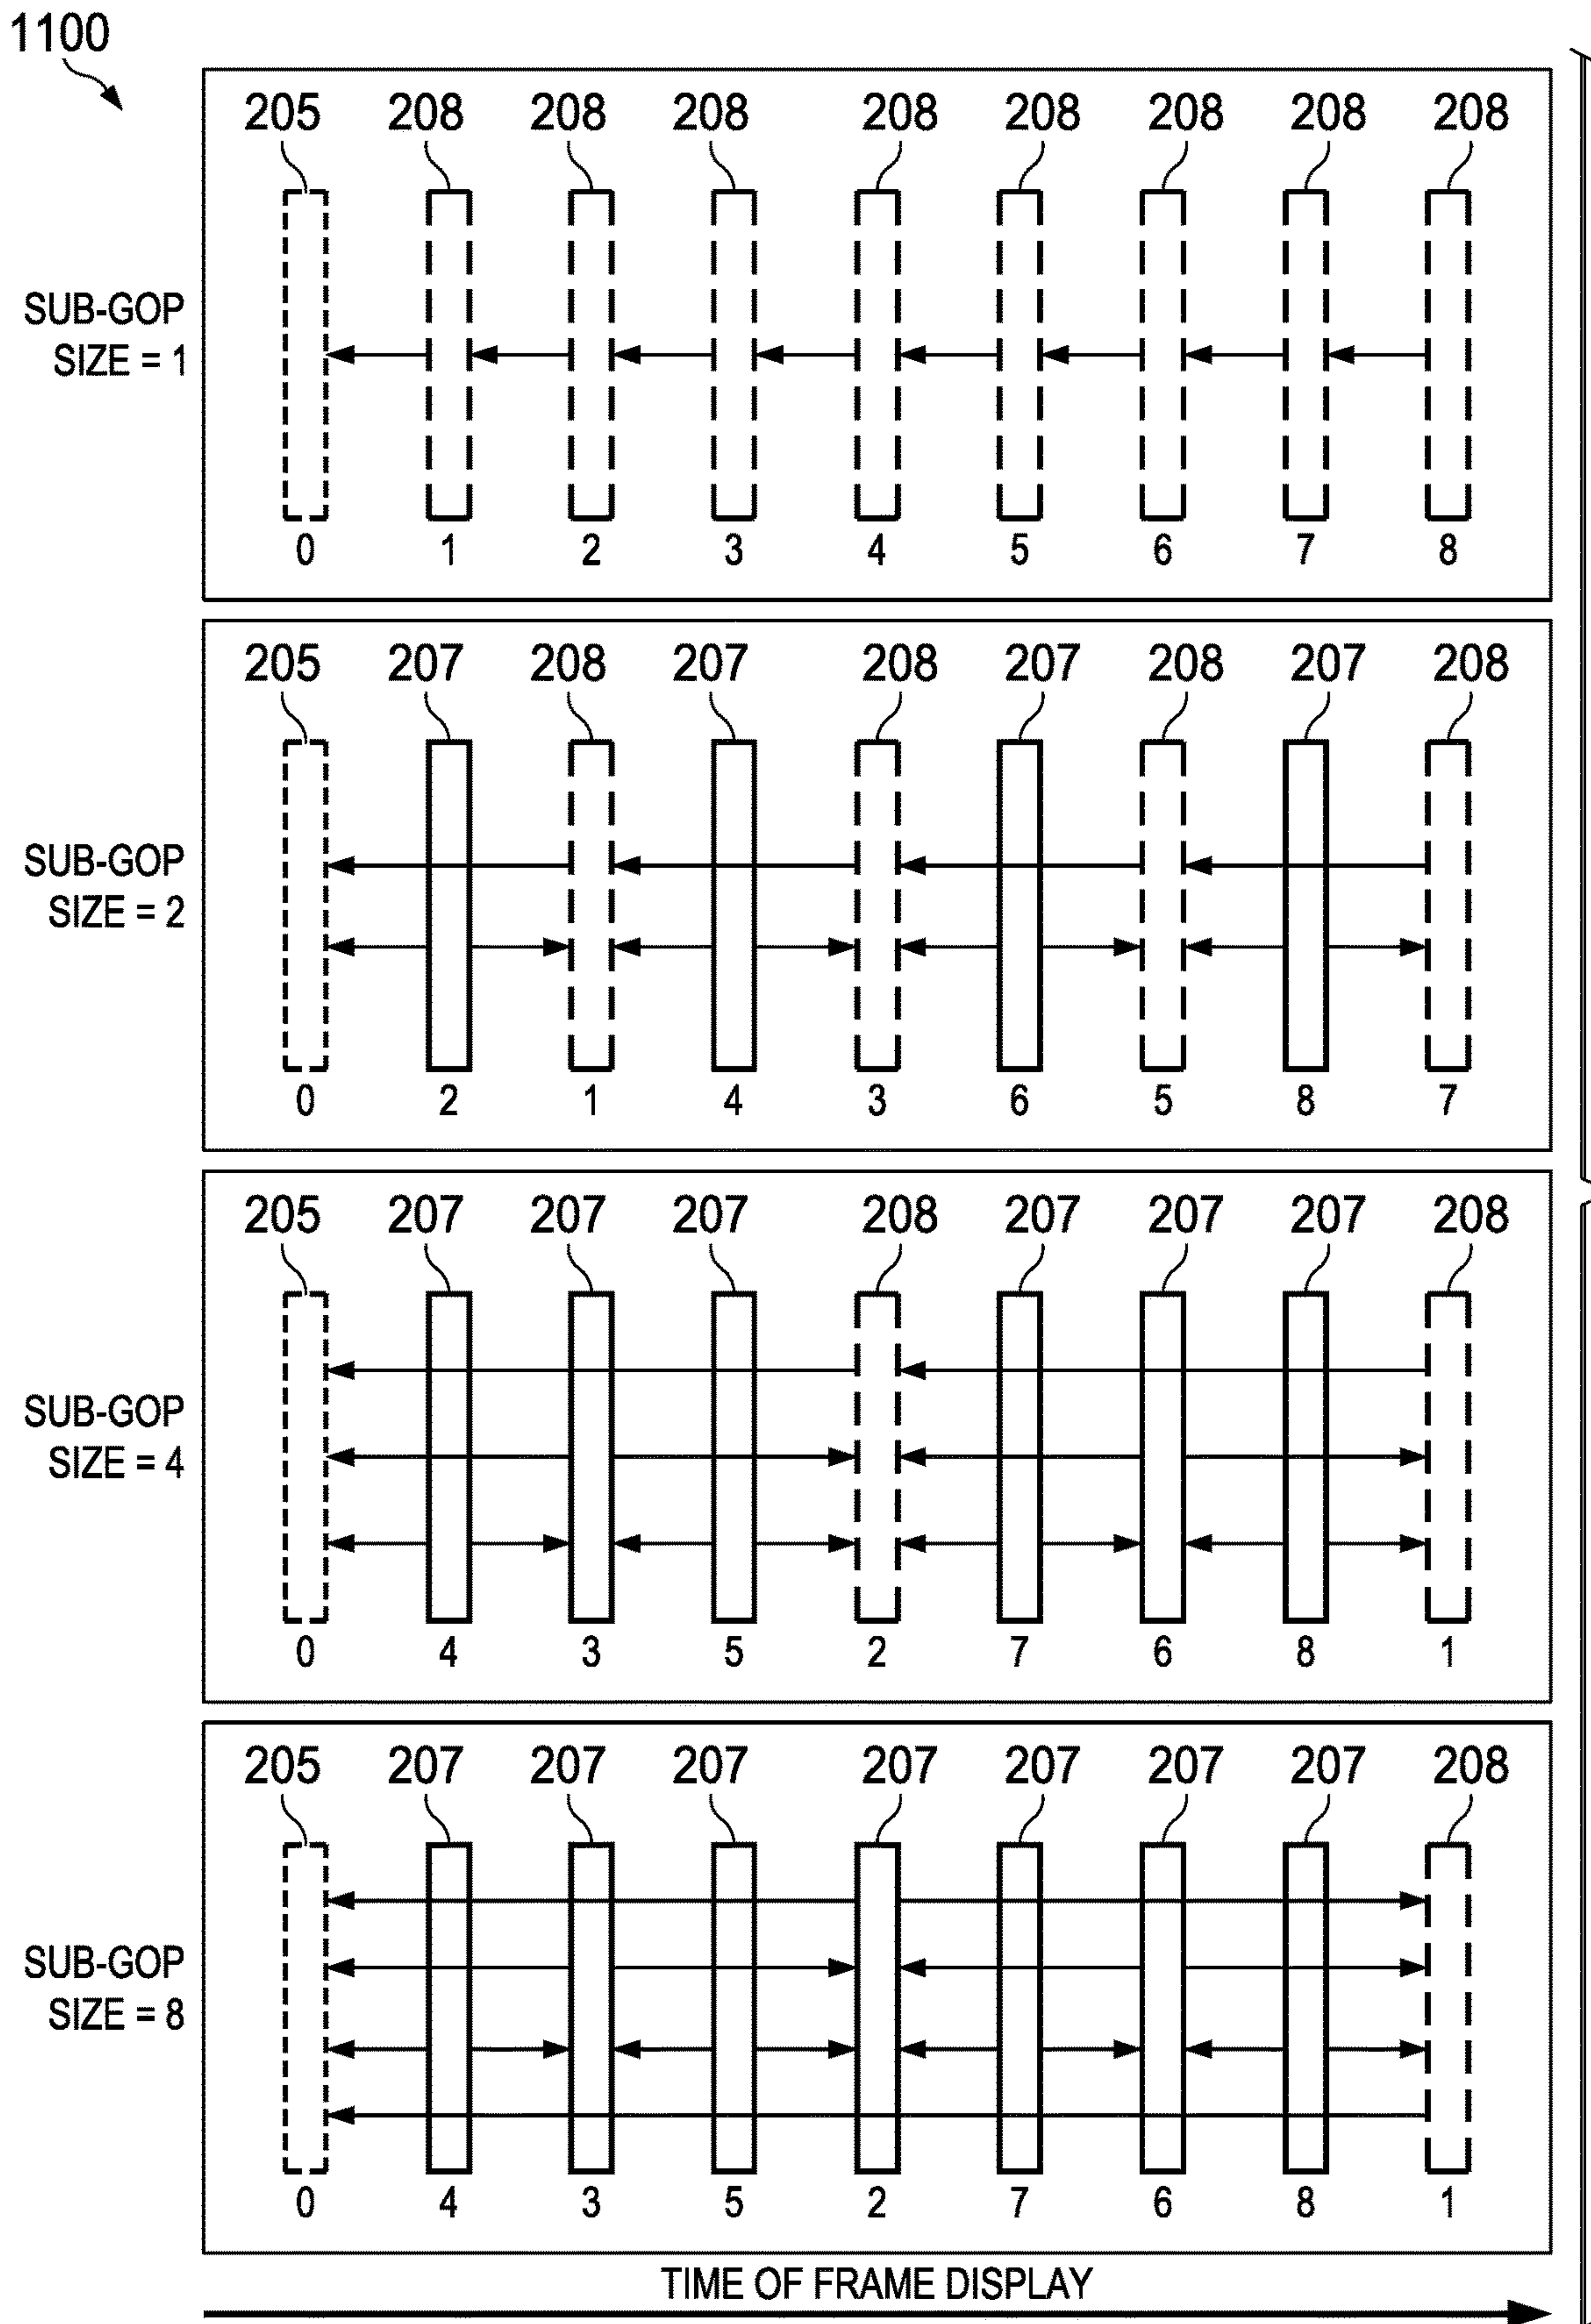 1100
205 208 208 208 208 208 208 208 208
SUB-GOP
SIZE = 1
0 1 2 3 4 5 6 7 8
205 207 208 207 208 207 208 207 208
SUB-GOP
SIZE = 2
0 2 1 4 3 6 5 8 7
205 207 207 207 208 207 207 207 208
SUB-GOP
SIZE = 4
0 4 3 5 2 7 6 8 1
205 207 207 207 207 207 207 207 208
SUB-GOP
SIZE = 8
0 4 3 5 2 7 6 8 1
TIME OF FRAME DISPLAY